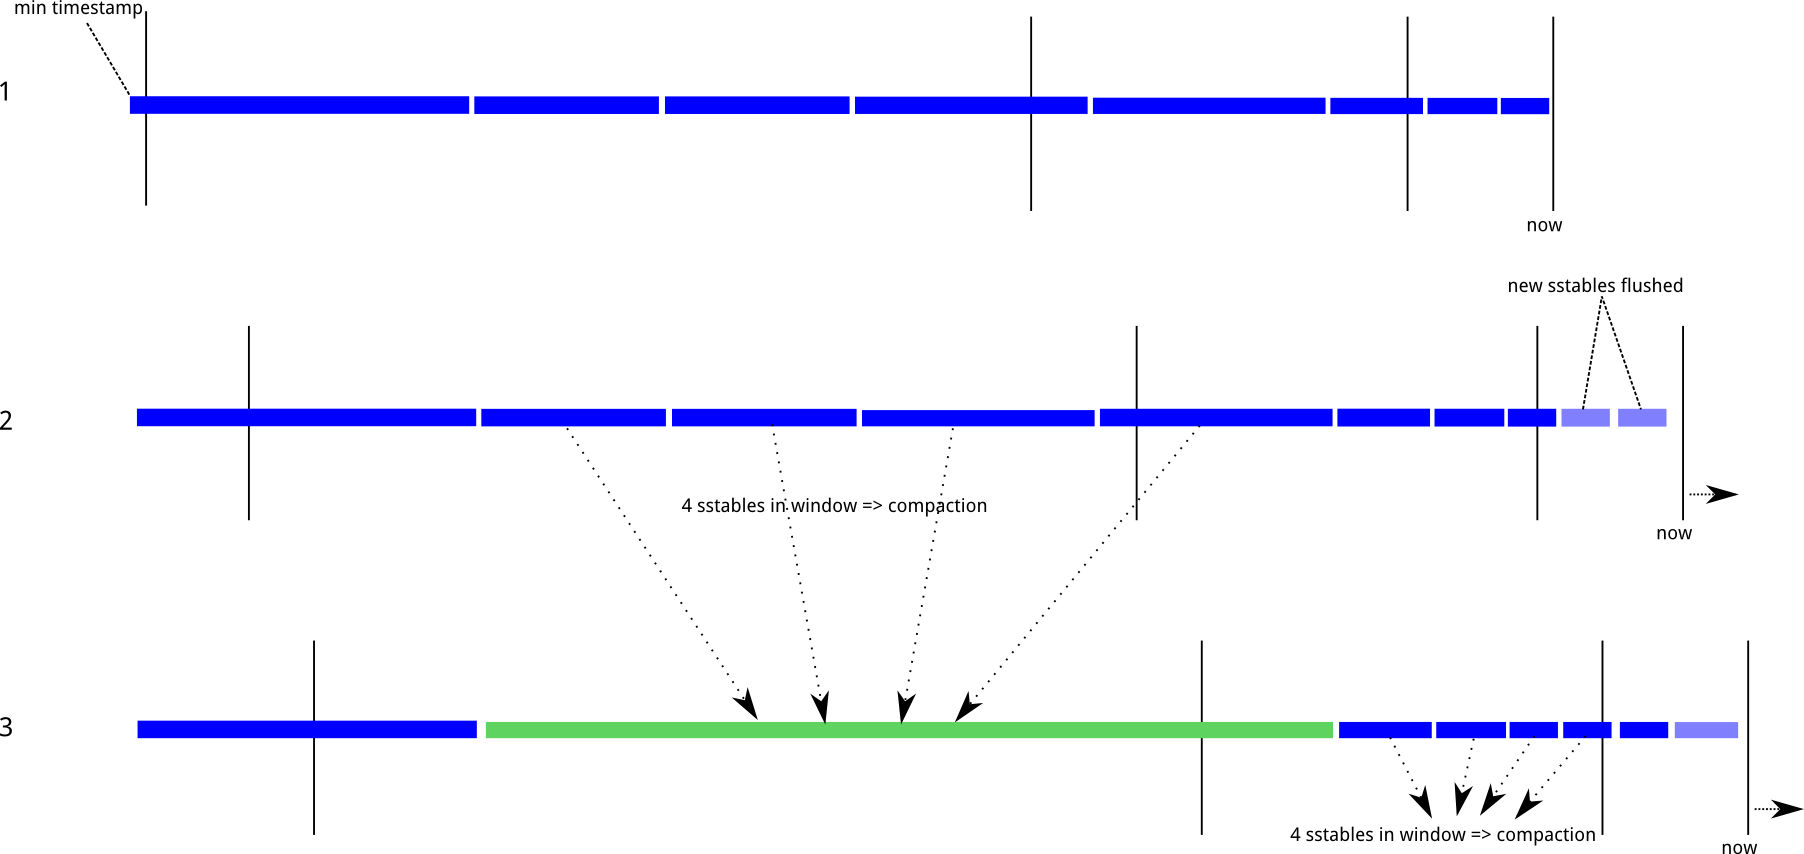 min timestamp
1
now
new sstables flushed
2
4 sstables in window => compaction
now
3
4 sstables in window => compaction
now